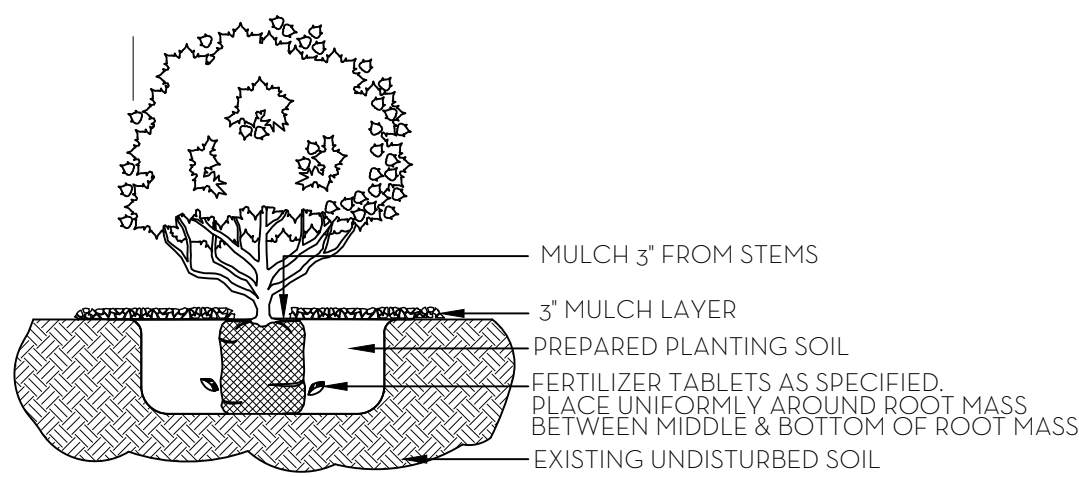 MULCH 3" FROM STEMS
3" MULCH LAYER
PREPARED PLANTING SOIL
FERTILIZER TABLETS AS SPECIFIED.
PLACE UNIFORMLY AROUND ROOT MASS
BETWEEN MIDDLE & BOTTOM OF ROOT MASS
EXISTING UNDISTURBED SOIL